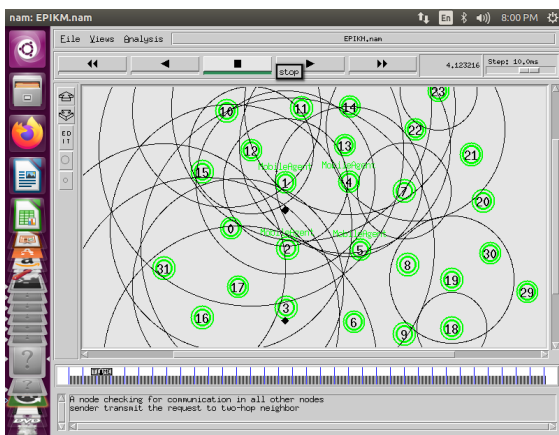 nam: EPIKM.nam
En
8:00 PM
File Views Analysis
EPIKM.nam
4.123216
Step: 10.0ms
stop
ED
IT
23
10
11
14
22
12
13
21
15
MobileAgent
MobileAgent
1
4
7
20
0
MobileAgent
MobileAgent
2
5
30
31
8
19
17
29
3
16
6
18
9
A node checking for communication in all other nodes
sender transmit the request to two-hop neighbor